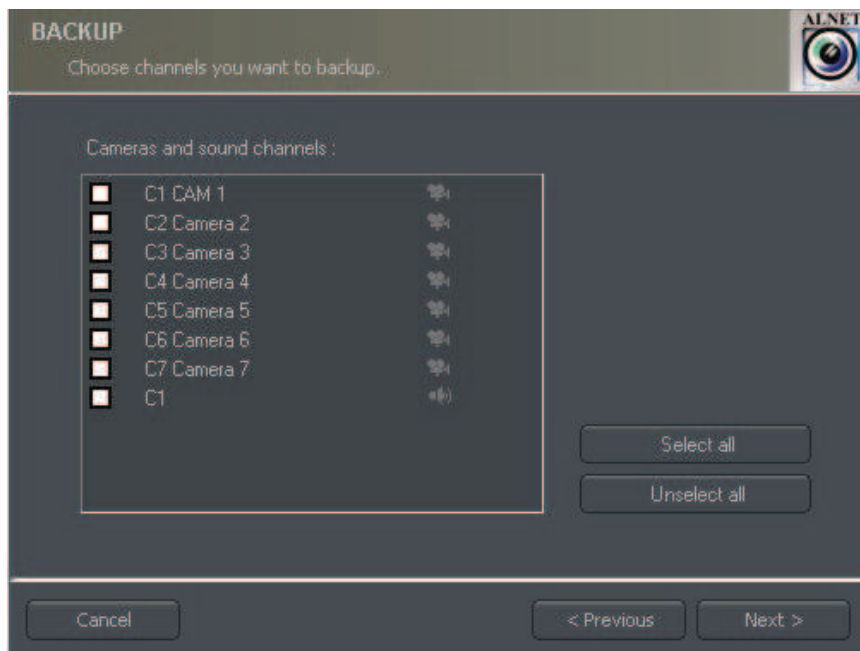 BACKUP
ALNET
Choose channels you want to backup.
Cameras and sound channels :
C1 CAM 1
C2 Camera 2
C3 Camera 3
C4 Camera 4
C5 Camera 5
C6 Camera 6
C7 Camera 7
C1
Select all
Unselect all
Cancel
< Previous
Next >